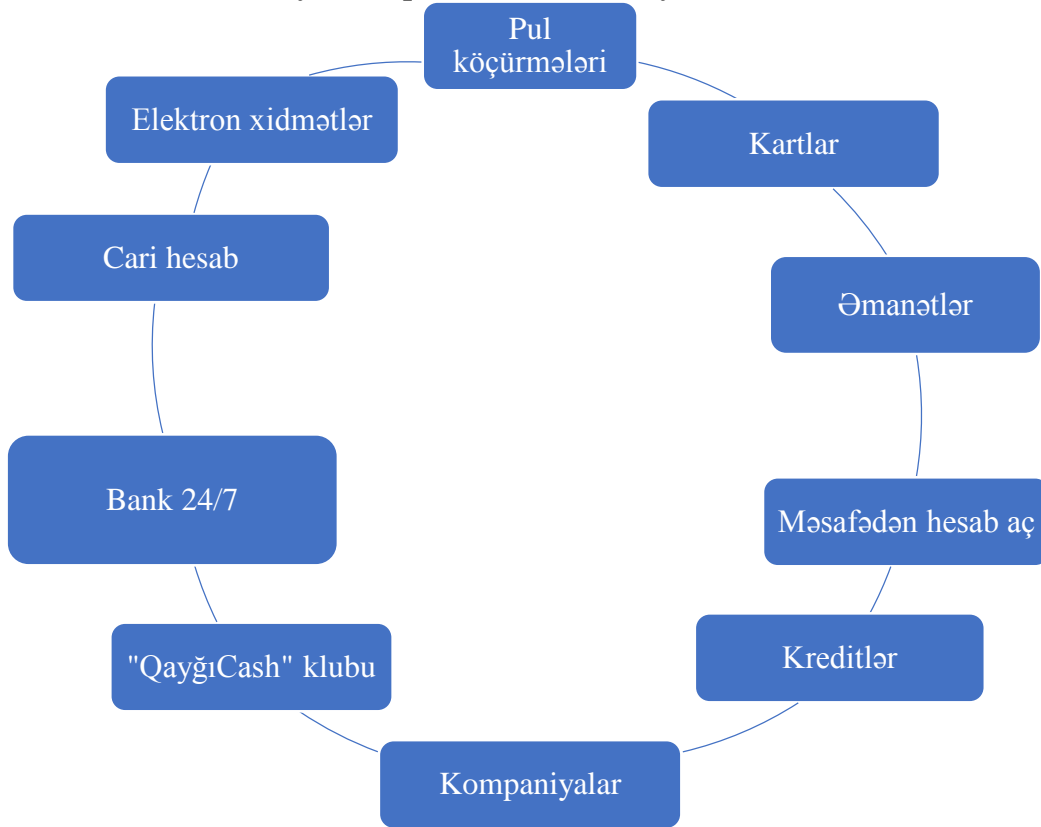 Pul
köçürmələri
Kartlar
Əmanətlər
Məsafədən hesab aç
Kreditlər
Kompaniyalar
"QayğıCash" klubu
Bank 24/7
Cari hesab
Elektron xidmətlər